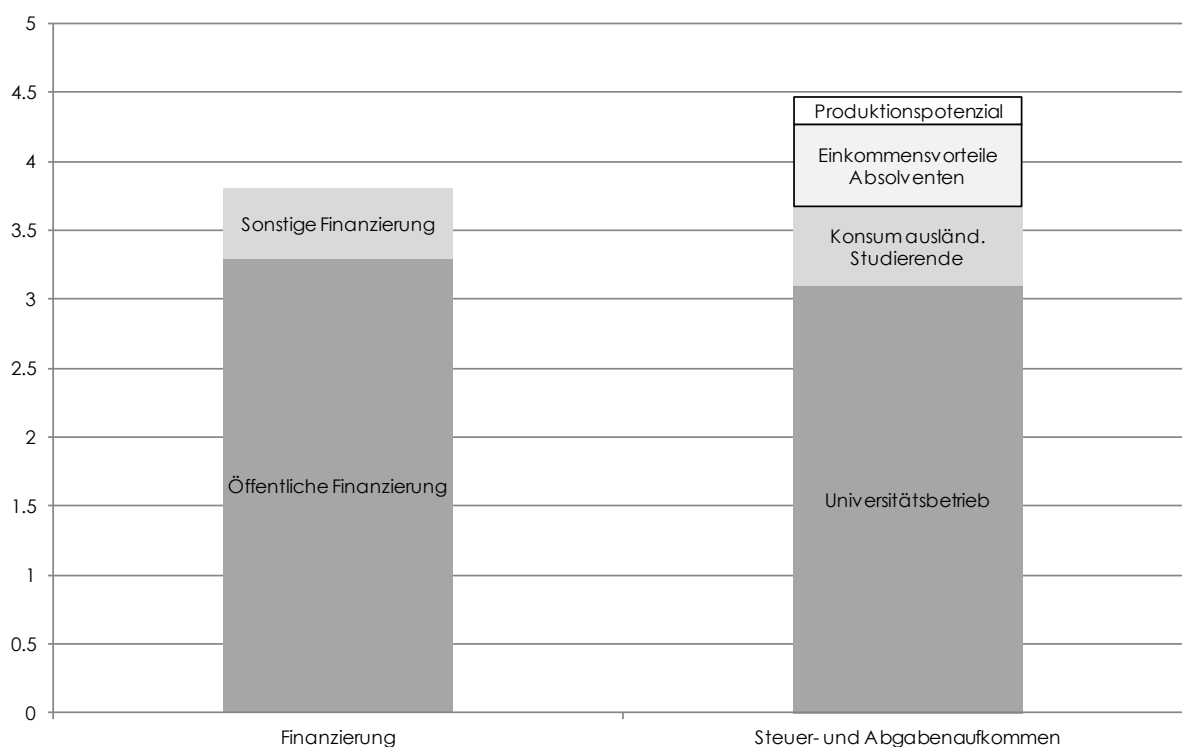 5
4.5
4
3.5
3
2.5
2
1.5
1
0.5
0
Sonstige Finanzierung
Öffentliche Finanzierung
Produktionspotenzial
Einkommensvorteile
Absolventen
Konsum ausländ.
Studierende
Universitätsbetrieb
Finanzierung
Steuer- und Abgabenaufkommen